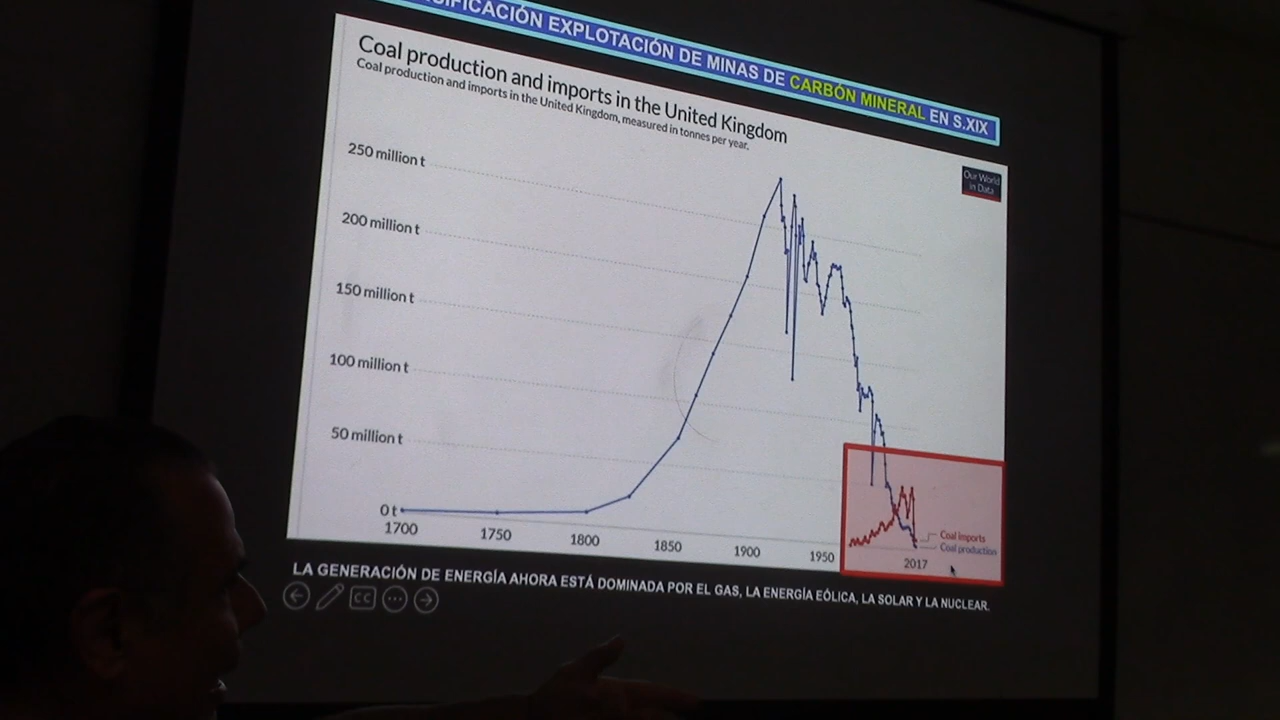 EXPLOTACIÓN DE MINAS DE CARBÓN MINERAL EN S.XIX
Coal production and imports in the United Kingdom
Coal production and imports in the United Kingdom, measured in tonnes per year.
Our World
in Data
250 million t
200 million t
150 million t
100 million t
50 million t
0 t
1700
1750
1800
1850
1900
1950
2017
Coal imports
Coal production
LA GENERACIÓN DE ENERGÍA AHORA ESTÁ DOMINADA POR EL GAS, LA ENERGÍA EÓLICA, LA SOLAR Y LA NUCLEAR.
CC